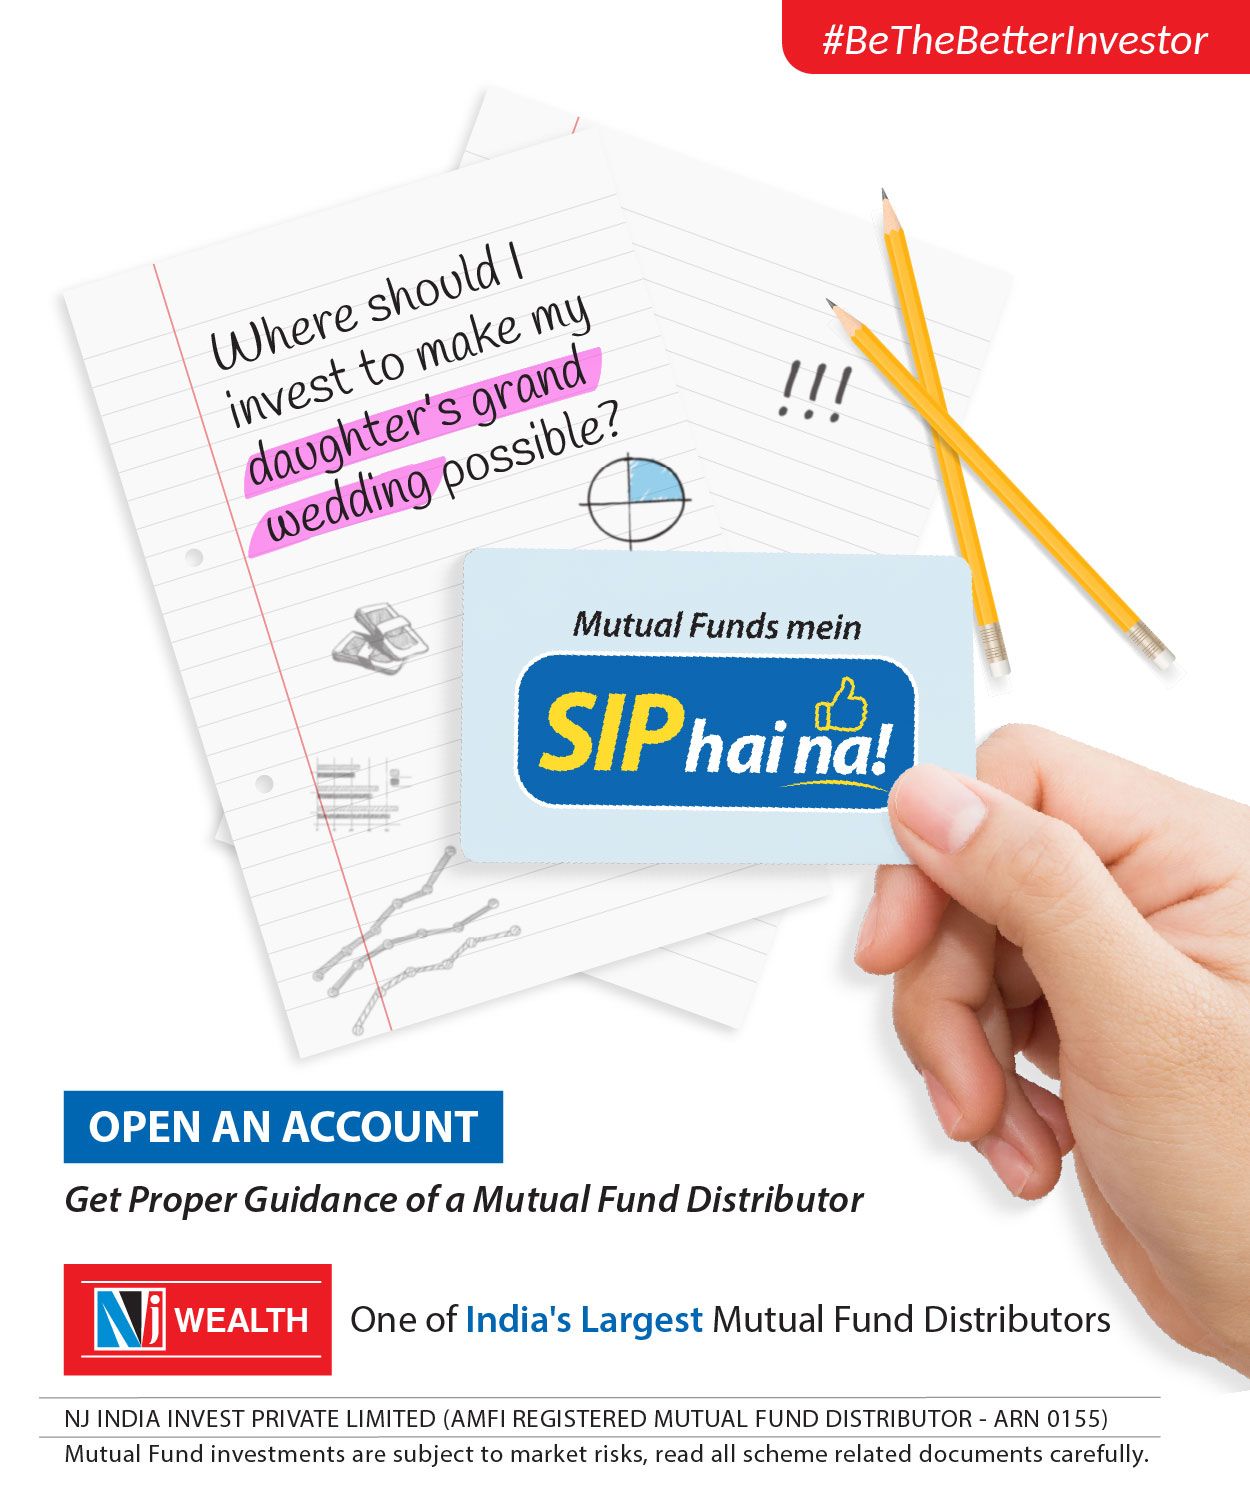 #BeTheBetterInvestor
Where should I
invest to make my
daughter's grand
wedding possible?
!!!
Mutual Funds mein
SIP hai na!
OPEN AN ACCOUNT
Get Proper Guidance of a Mutual Fund Distributor
NJ WEALTH One of India's Largest Mutual Fund Distributors
NJ INDIA INVEST PRIVATE LIMITED (AMFI REGISTERED MUTUAL FUND DISTRIBUTOR - ARN 0155)
Mutual Fund investments are subject to market risks, read all scheme related documents carefully.